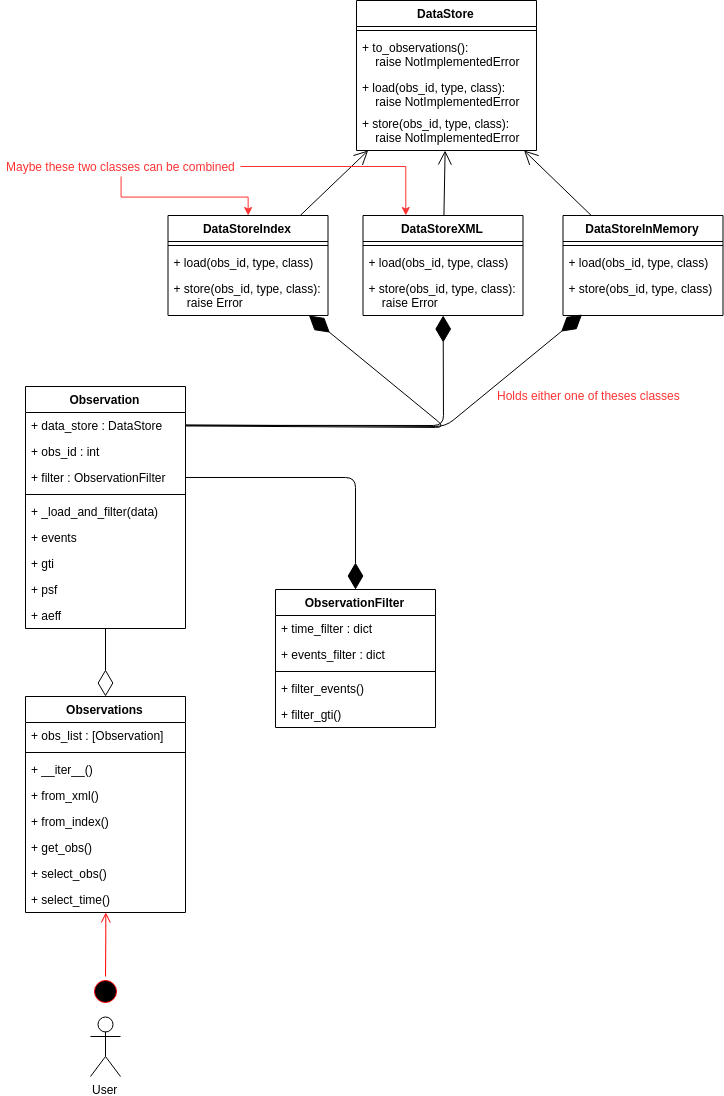 DataStore
+ to_observations():
raise NotImplementedError
+ load(obs_id, type, class):
raise NotImplementedError
+ store(obs_id, type, class):
raise NotImplementedError
Maybe these two classes can be combined
DataStoreIndex
+ load(obs_id, type, class)
+ store(obs_id, type, class):
raise Error
DataStoreXML
+ load(obs_id, type, class)
+ store(obs_id, type, class):
raise Error
DataStoreInMemory
+ load(obs_id, type, class)
+ store(obs_id, type, class)
Holds either one of theses classes
Observation
+ data_store : DataStore
+ obs_id : int
+ filter : ObservationFilter
+ _load_and_filter(data)
+ events
+ gti
+ psf
+ aeff
ObservationFilter
+ time_filter : dict
+ events_filter : dict
+ filter_events()
+ filter_gti()
Observations
+ obs_list : [Observation]
+ __iter__()
+ from_xml()
+ from_index()
+ get_obs()
+ select_obs()
+ select_time()
User